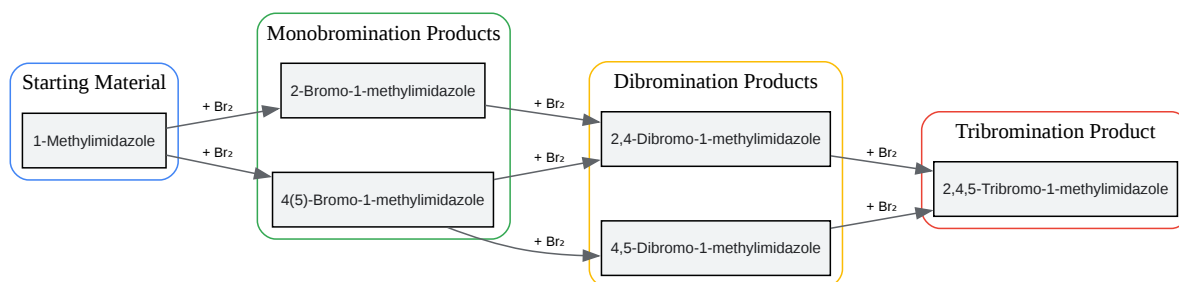 Starting Material
1-Methylimidazole
+ Br₂
+ Br₂
Monobromination Products
2-Bromo-1-methylimidazole
4(5)-Bromo-1-methylimidazole
+ Br₂
+ Br₂
+ Br₂
Dibromination Products
2,4-Dibromo-1-methylimidazole
4,5-Dibromo-1-methylimidazole
+ Br₂
+ Br₂
Tribromination Product
2,4,5-Tribromo-1-methylimidazole